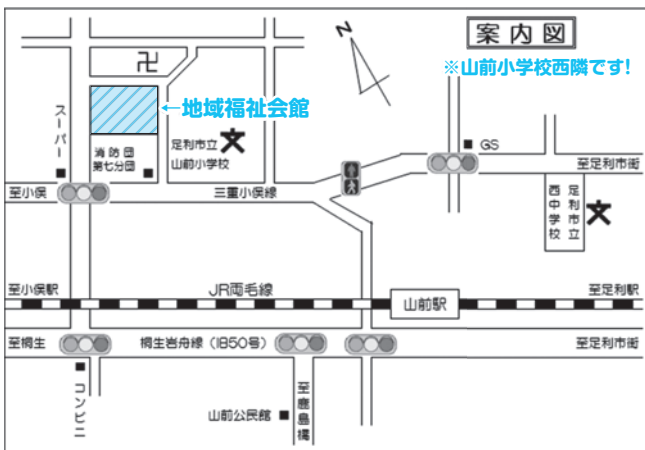 案内図
※山前小学校西隣です!
N
卍
←地域福祉会館
スーパー
消防団
第七分団
足利市立
山前小学校
文
GS
至足利市街
至小俣
三重小俣線
足利市立
西中学校
文
至小俣駅
JR両毛線
山前駅
至足利駅
至桐生
桐生岩舟線(1850号)
至足利市街
コンビニ
山前公民館
至鹿島橋